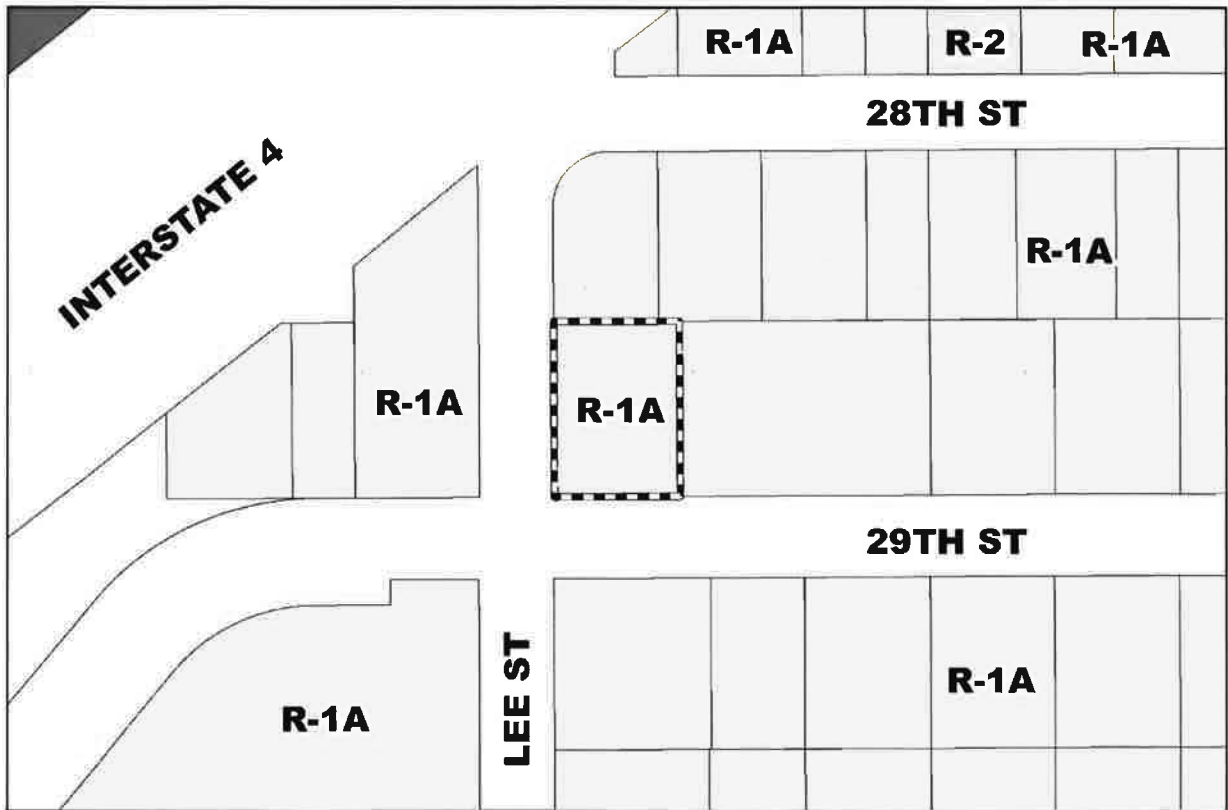 R-1A
R-2
R-1A
28TH ST
INTERSTATE 4
R-1A
R-1A
R-1A
29TH ST
LEE ST
R-1A
R-1A